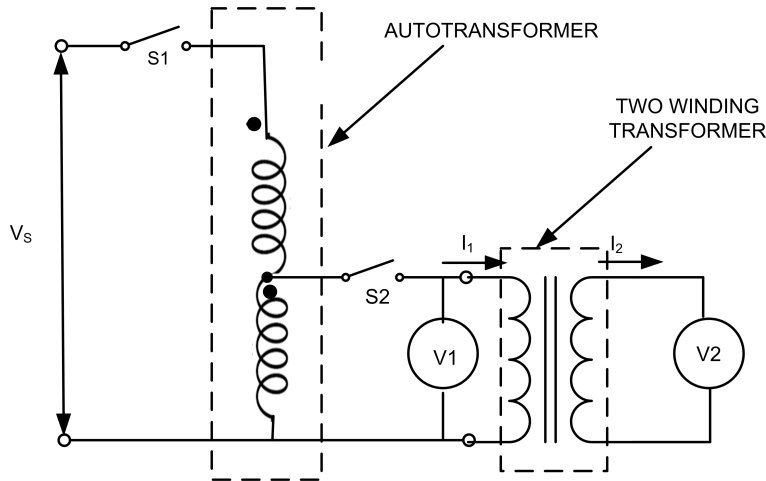 AUTOTRANSFORMER
S1
TWO WINDING
TRANSFORMER
VS
I1
I2
S2
V1
V2